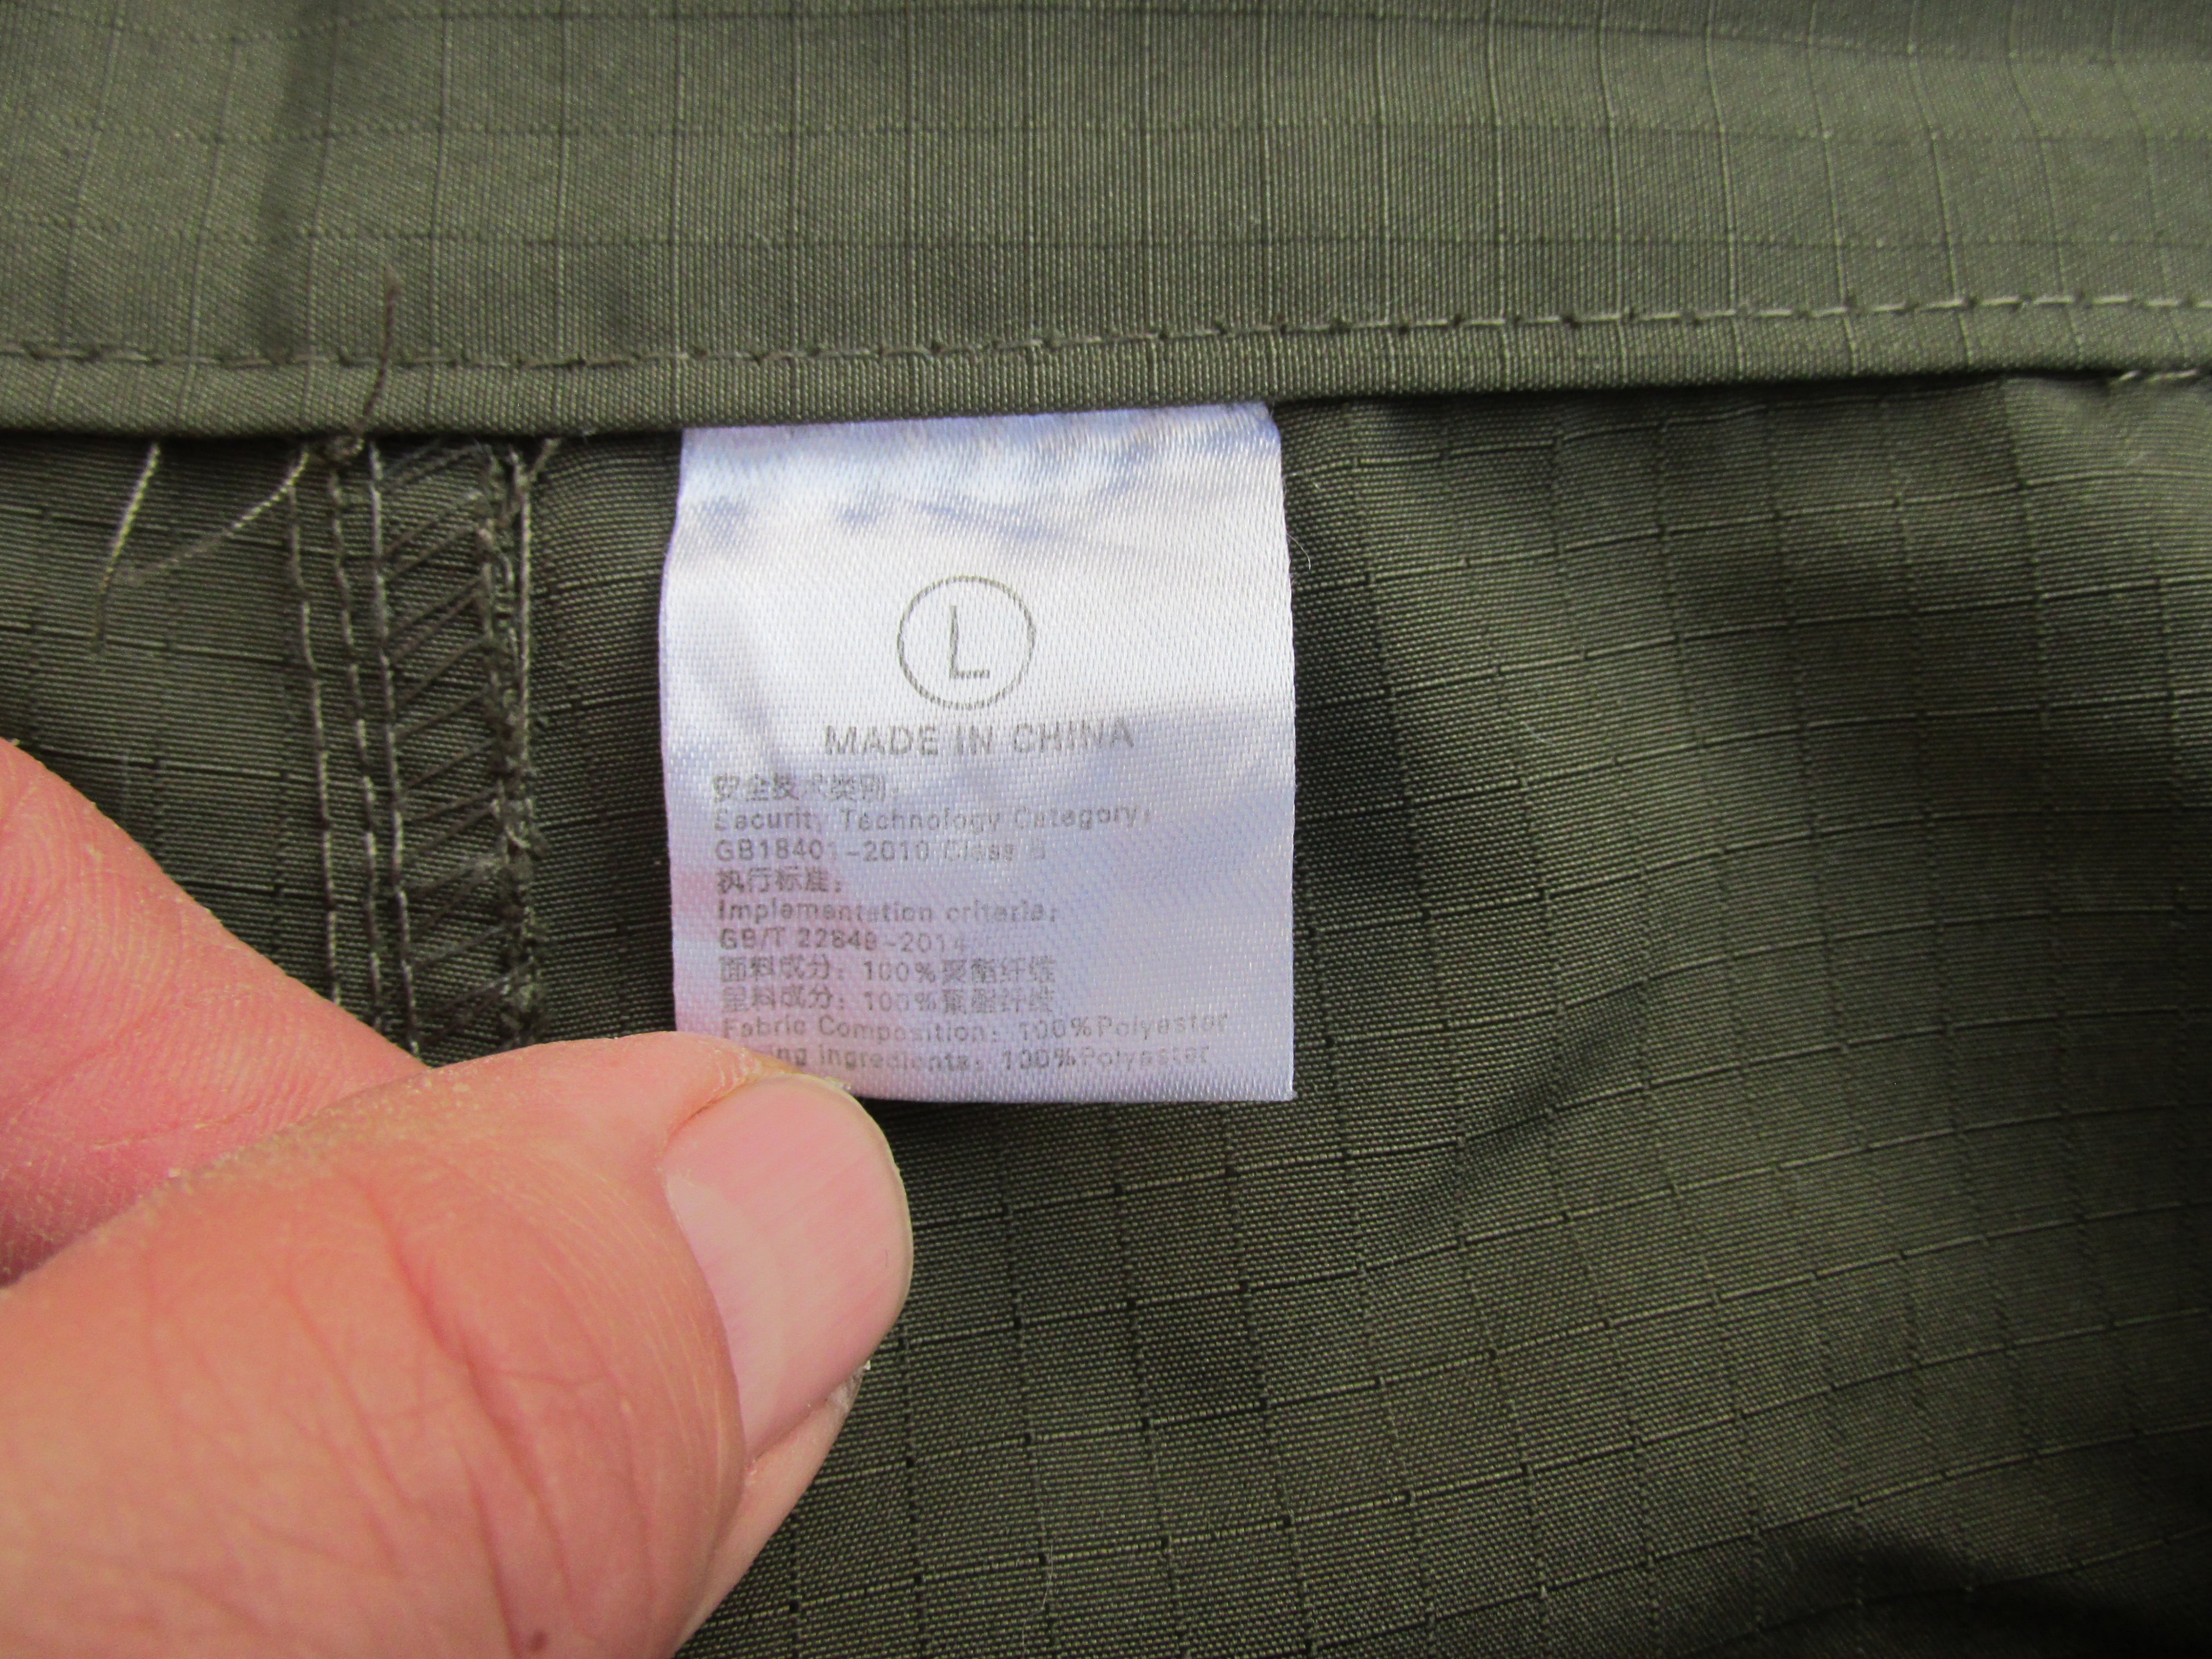 L
MADE IN CHINA
安全技术类别:
Security Technology Category:
GB18401-2010 Class B
执行标准:
Implementation criteria:
GB/T 22849-2014
面料成分: 100%聚酯纤维
里料成分: 100%聚酯纤维
Fabric Composition: 100%Polyester
ingredients: 100%Polyester